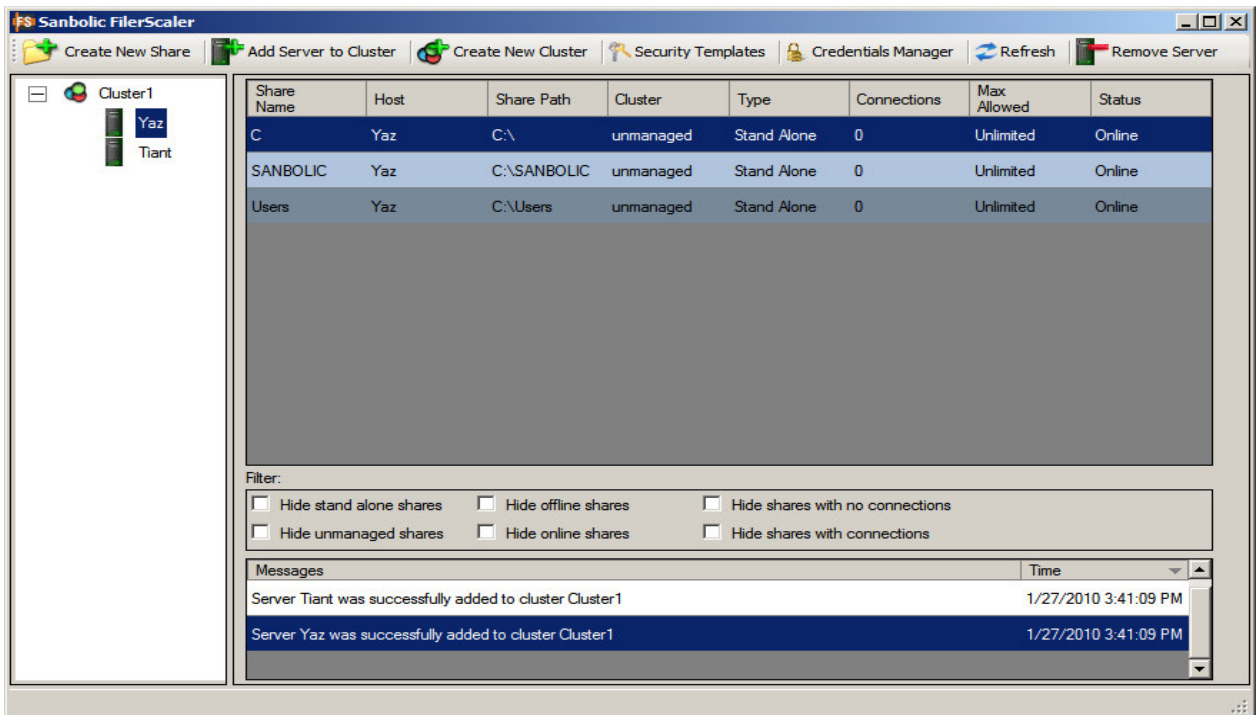 FS Sanbolic FilerScaler
Create New Share Add Server to Cluster Create New Cluster Security Templates Credentials Manager Refresh Remove Server
Cluster1
Yaz
Tiant
Share Name Host Share Path Cluster Type Connections Max Allowed Status
C Yaz C:\ unmanaged Stand Alone 0 Unlimited Online
SANBOLIC Yaz C:\SANBOLIC unmanaged Stand Alone 0 Unlimited Online
Users Yaz C:\Users unmanaged Stand Alone 0 Unlimited Online
Filter:
Hide stand alone shares Hide offline shares Hide shares with no connections
Hide unmanaged shares Hide online shares Hide shares with connections
Messages Time
Server Tiant was successfully added to cluster Cluster1 1/27/2010 3:41:09 PM
Server Yaz was successfully added to cluster Cluster1 1/27/2010 3:41:09 PM